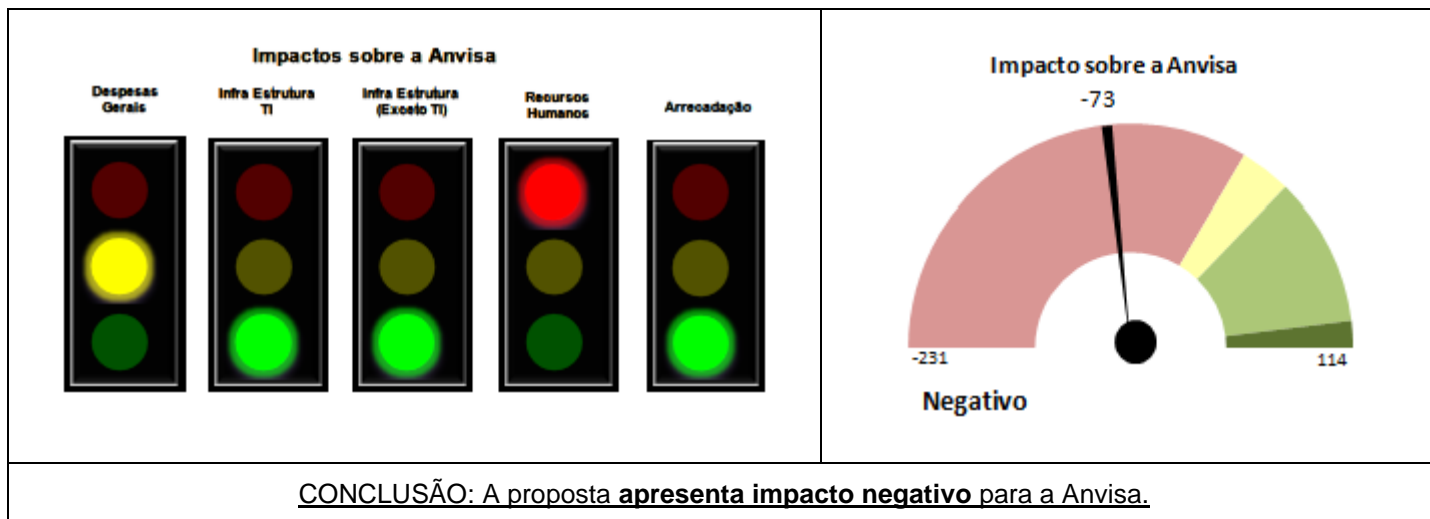 Impactos sobre a Anvisa
Despesas
Gerais
Infra Estrutura
TI
Infra Estrutura
(Exceto TI)
Recursos
Humanos
Arrecadação
Impacto sobre a Anvisa
-73
-231
114
Negativo
CONCLUSÃO: A proposta apresenta impacto negativo para a Anvisa.